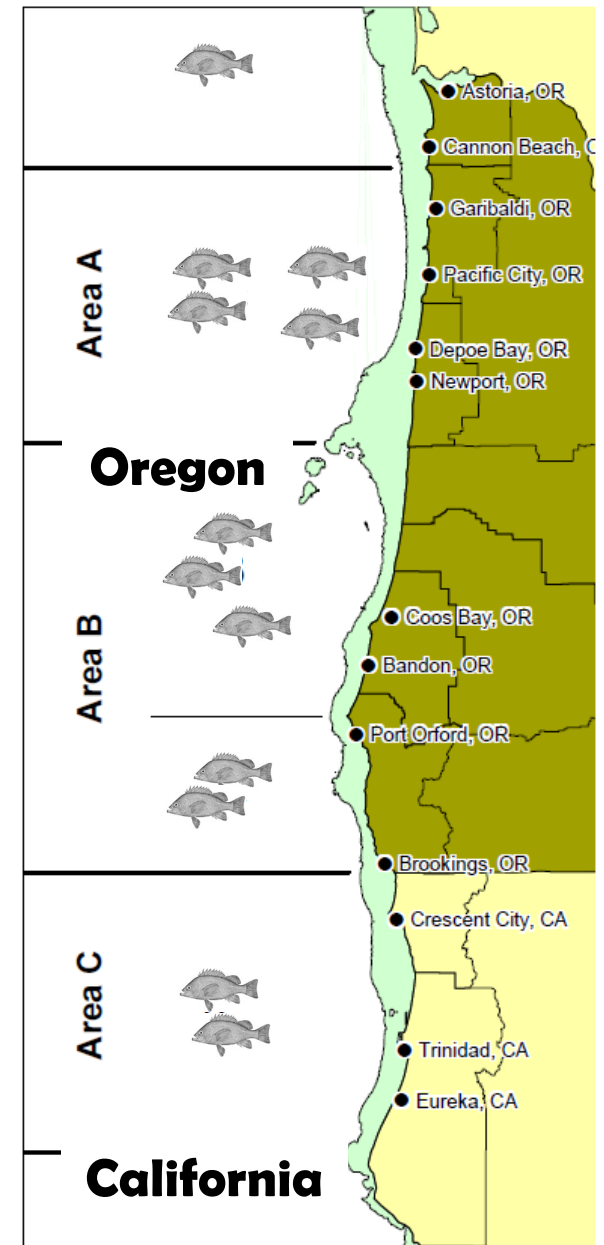 Astoria, OR
Cannon Beach, O
Garibaldi, OR
Area A
Pacific City, OR
Depoe Bay, OR
Newport, OR
Oregon
Coos Bay, OR
Area B
Bandon, OR
Port Orford, OR
Brookings, OR
Crescent City, CA
Area C
Trinidad, CA
Eureka, CA
California